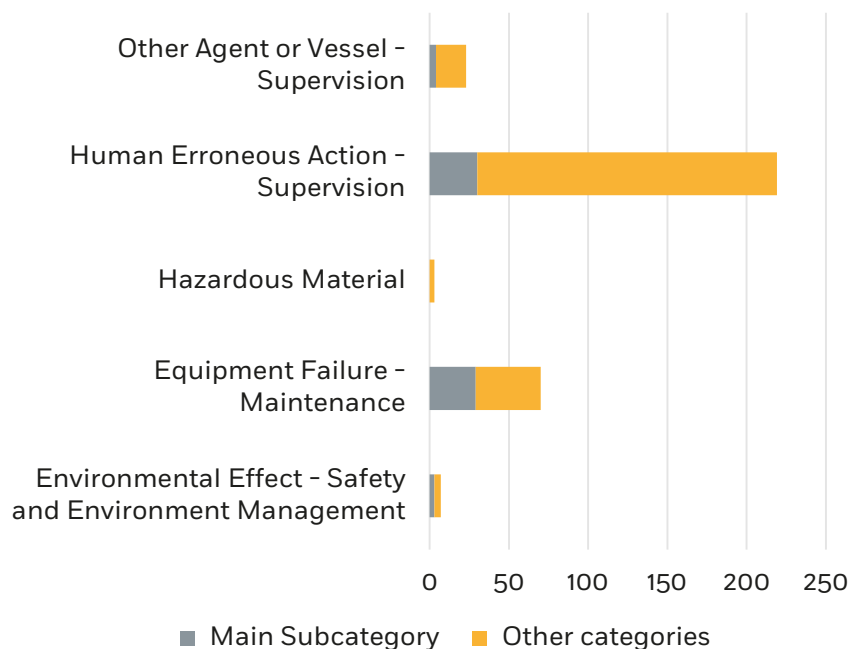 Other Agent or Vessel -
Supervision
Human Erroneous Action -
Supervision
Hazardous Material
Equipment Failure -
Maintenance
Environmental Effect - Safety
and Environment Management
0 50 100 150 200 250
Main Subcategory Other categories